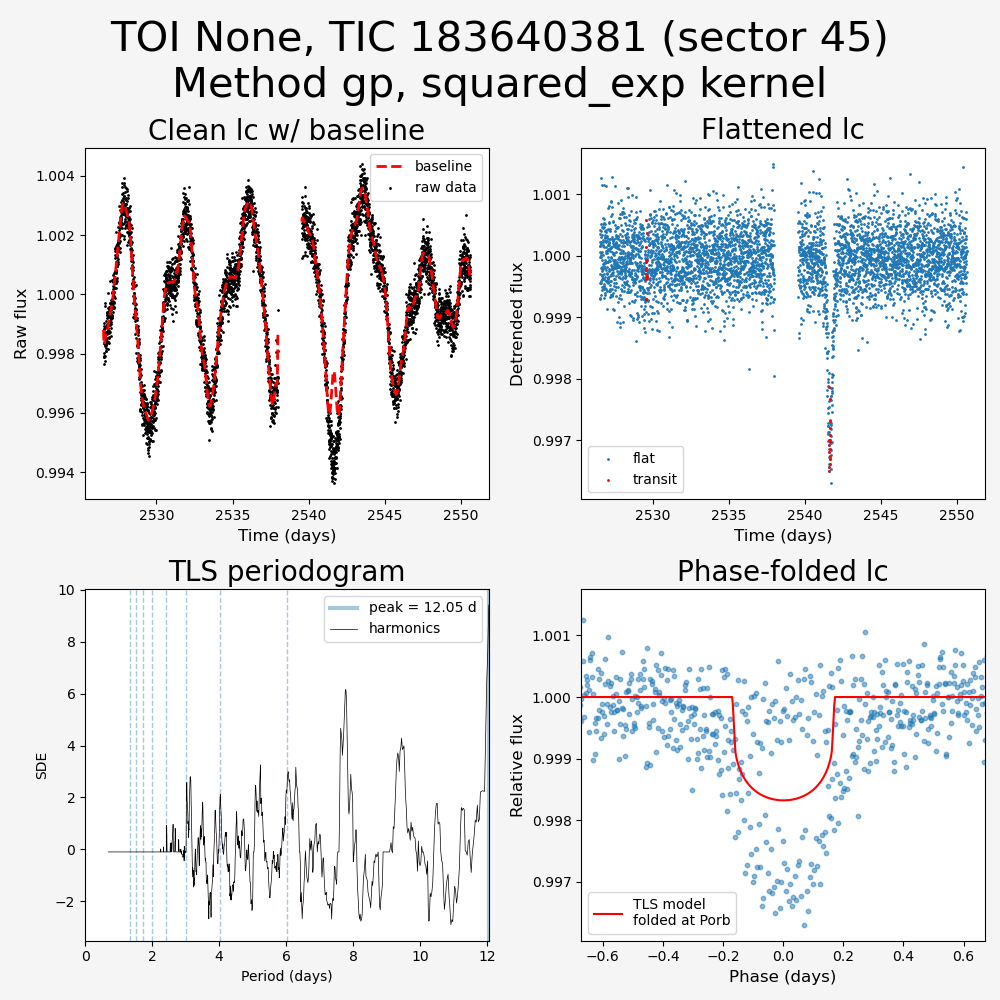 TOI None, TIC 183640381 (sector 45)
Method gp, squared_exp kernel
Clean lc w/ baseline
baseline
raw data
1.004
1.002
1.000
0.998
0.996
0.994
Raw flux
2530
2535
2540
2545
2550
Time (days)
Flattened lc
1.001
1.000
0.999
0.998
0.997
Detrended flux
flat
transit
2530
2535
2540
2545
2550
Time (days)
TLS periodogram
peak = 12.05 d
harmonics
10
8
6
4
2
0
−2
SDE
0
2
4
6
8
10
12
Period (days)
Phase-folded lc
1.001
1.000
0.999
0.998
0.997
Relative flux
TLS model
folded at Porb
−0.6
−0.4
−0.2
0.0
0.2
0.4
0.6
Phase (days)